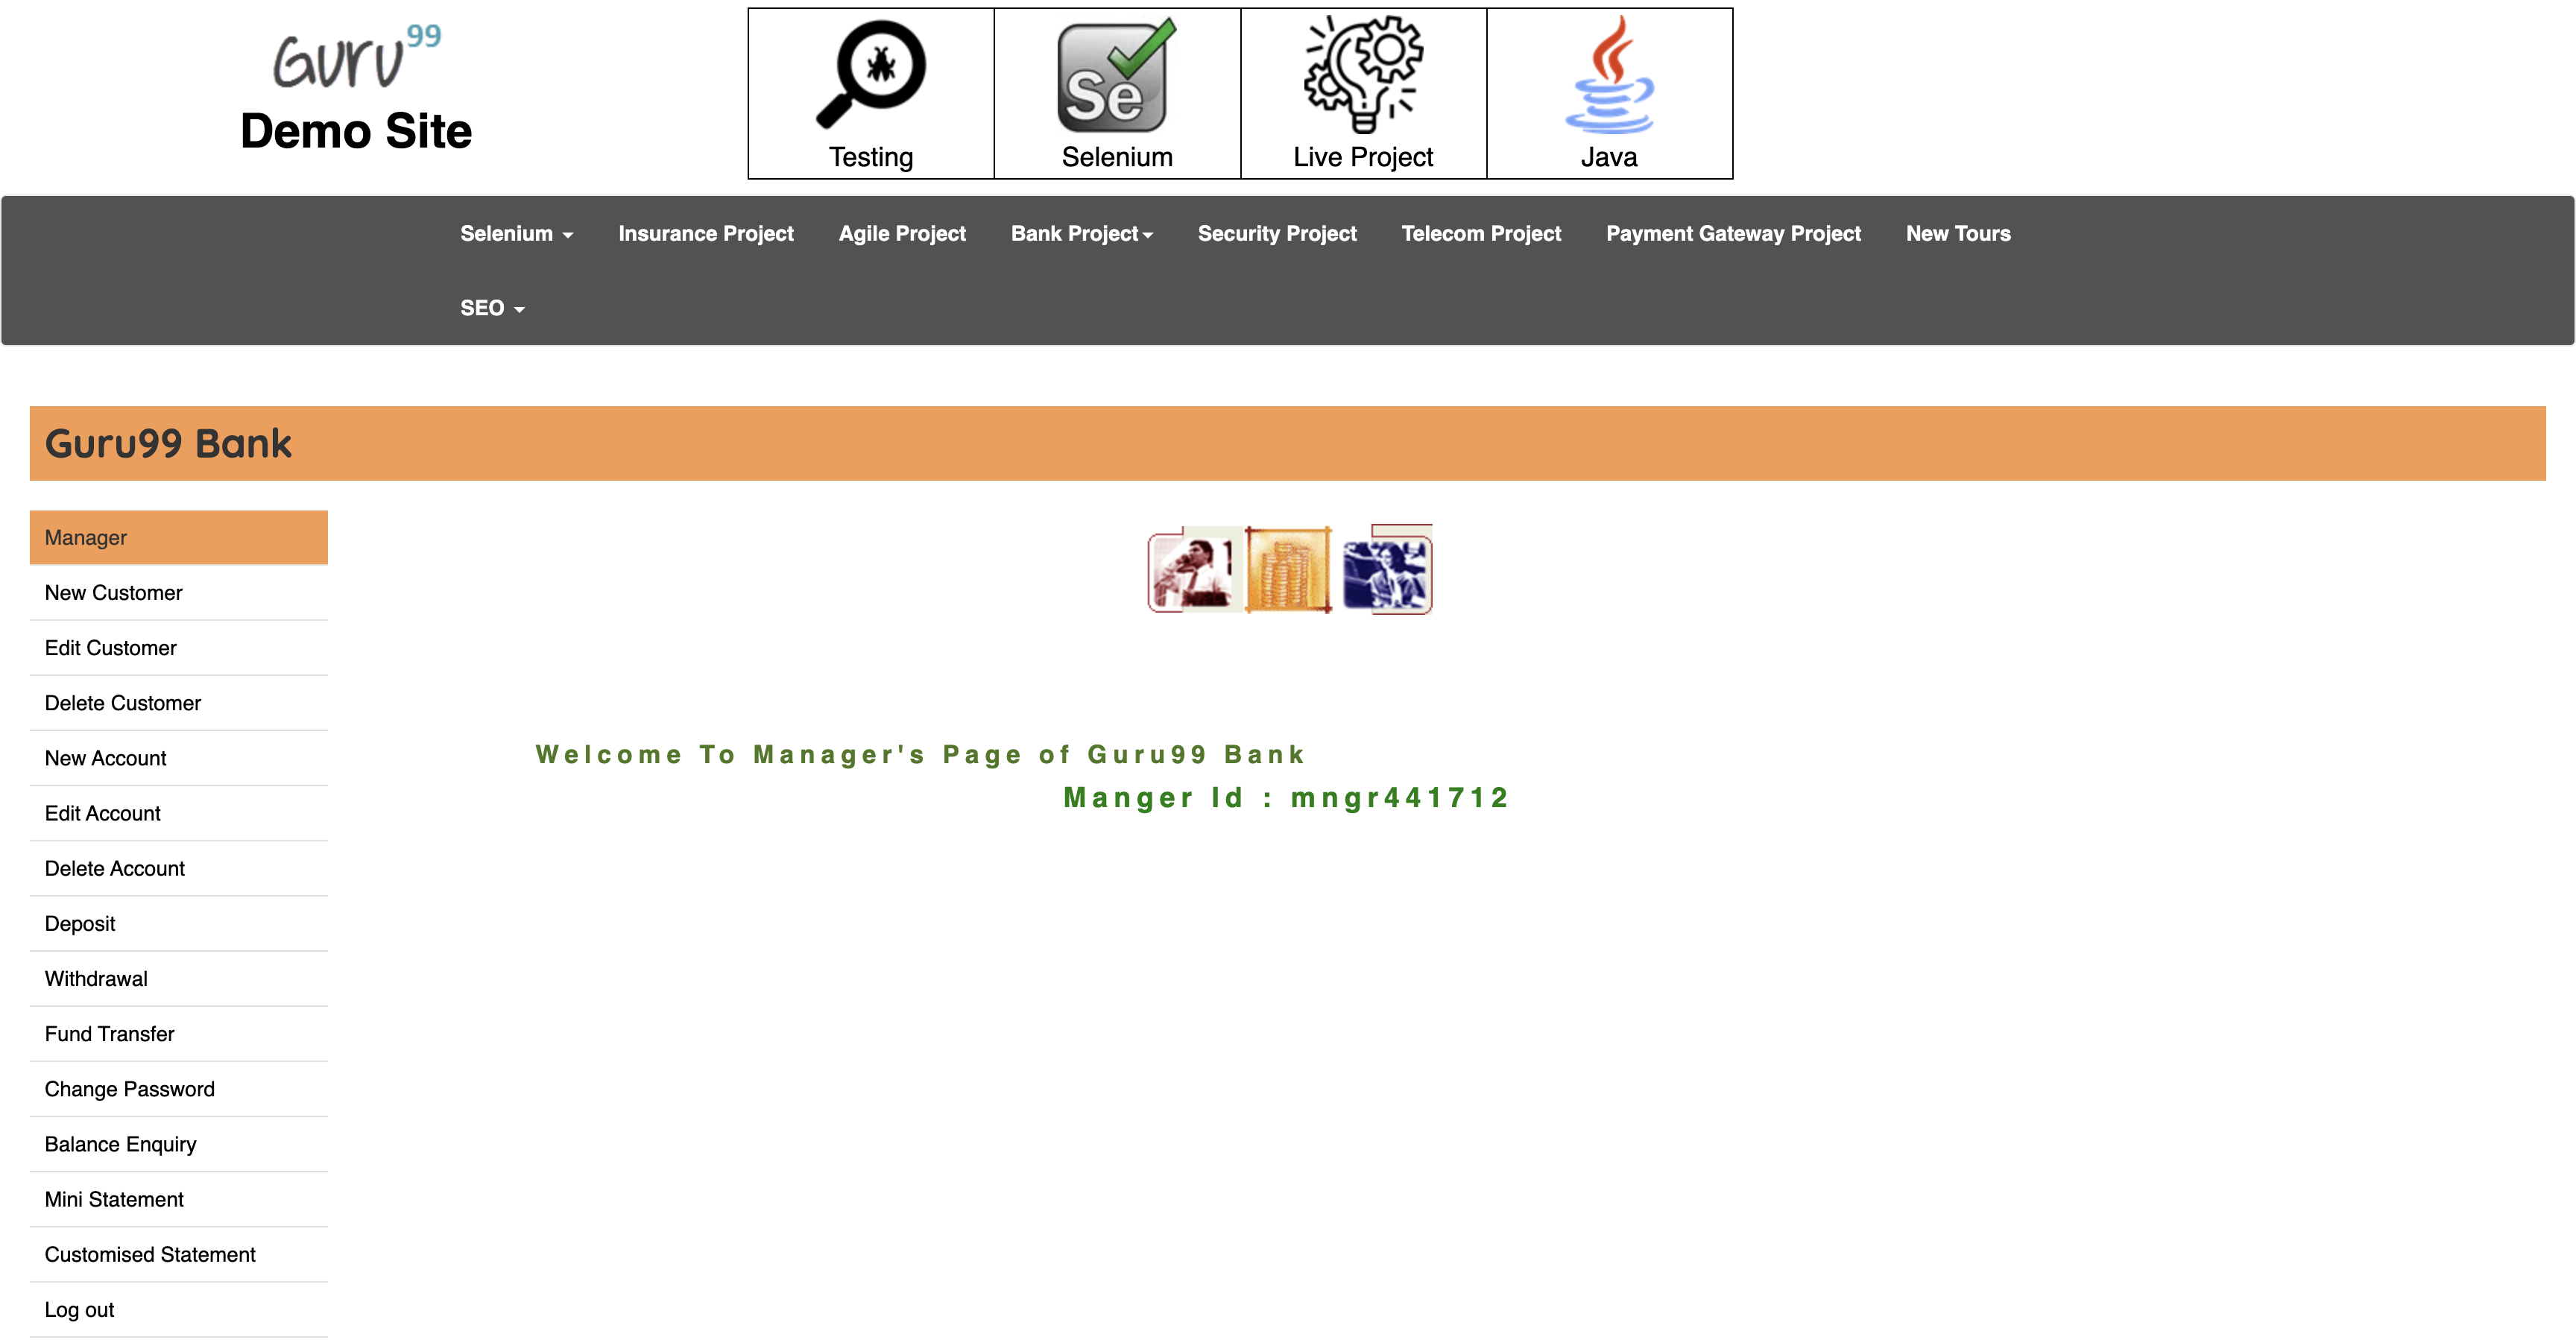 Guru99
Demo Site
Testing
Se
Selenium
Live Project
Java
Selenium Insurance Project Agile Project Bank Project Security Project Telecom Project Payment Gateway Project New Tours
SEO
Guru99 Bank
Manager
New Customer
Edit Customer
Delete Customer
New Account
Edit Account
Delete Account
Deposit
Withdrawal
Fund Transfer
Change Password
Balance Enquiry
Mini Statement
Customised Statement
Log out
Welcome To Manager's Page of Guru99 Bank
Manger Id : mngr441712